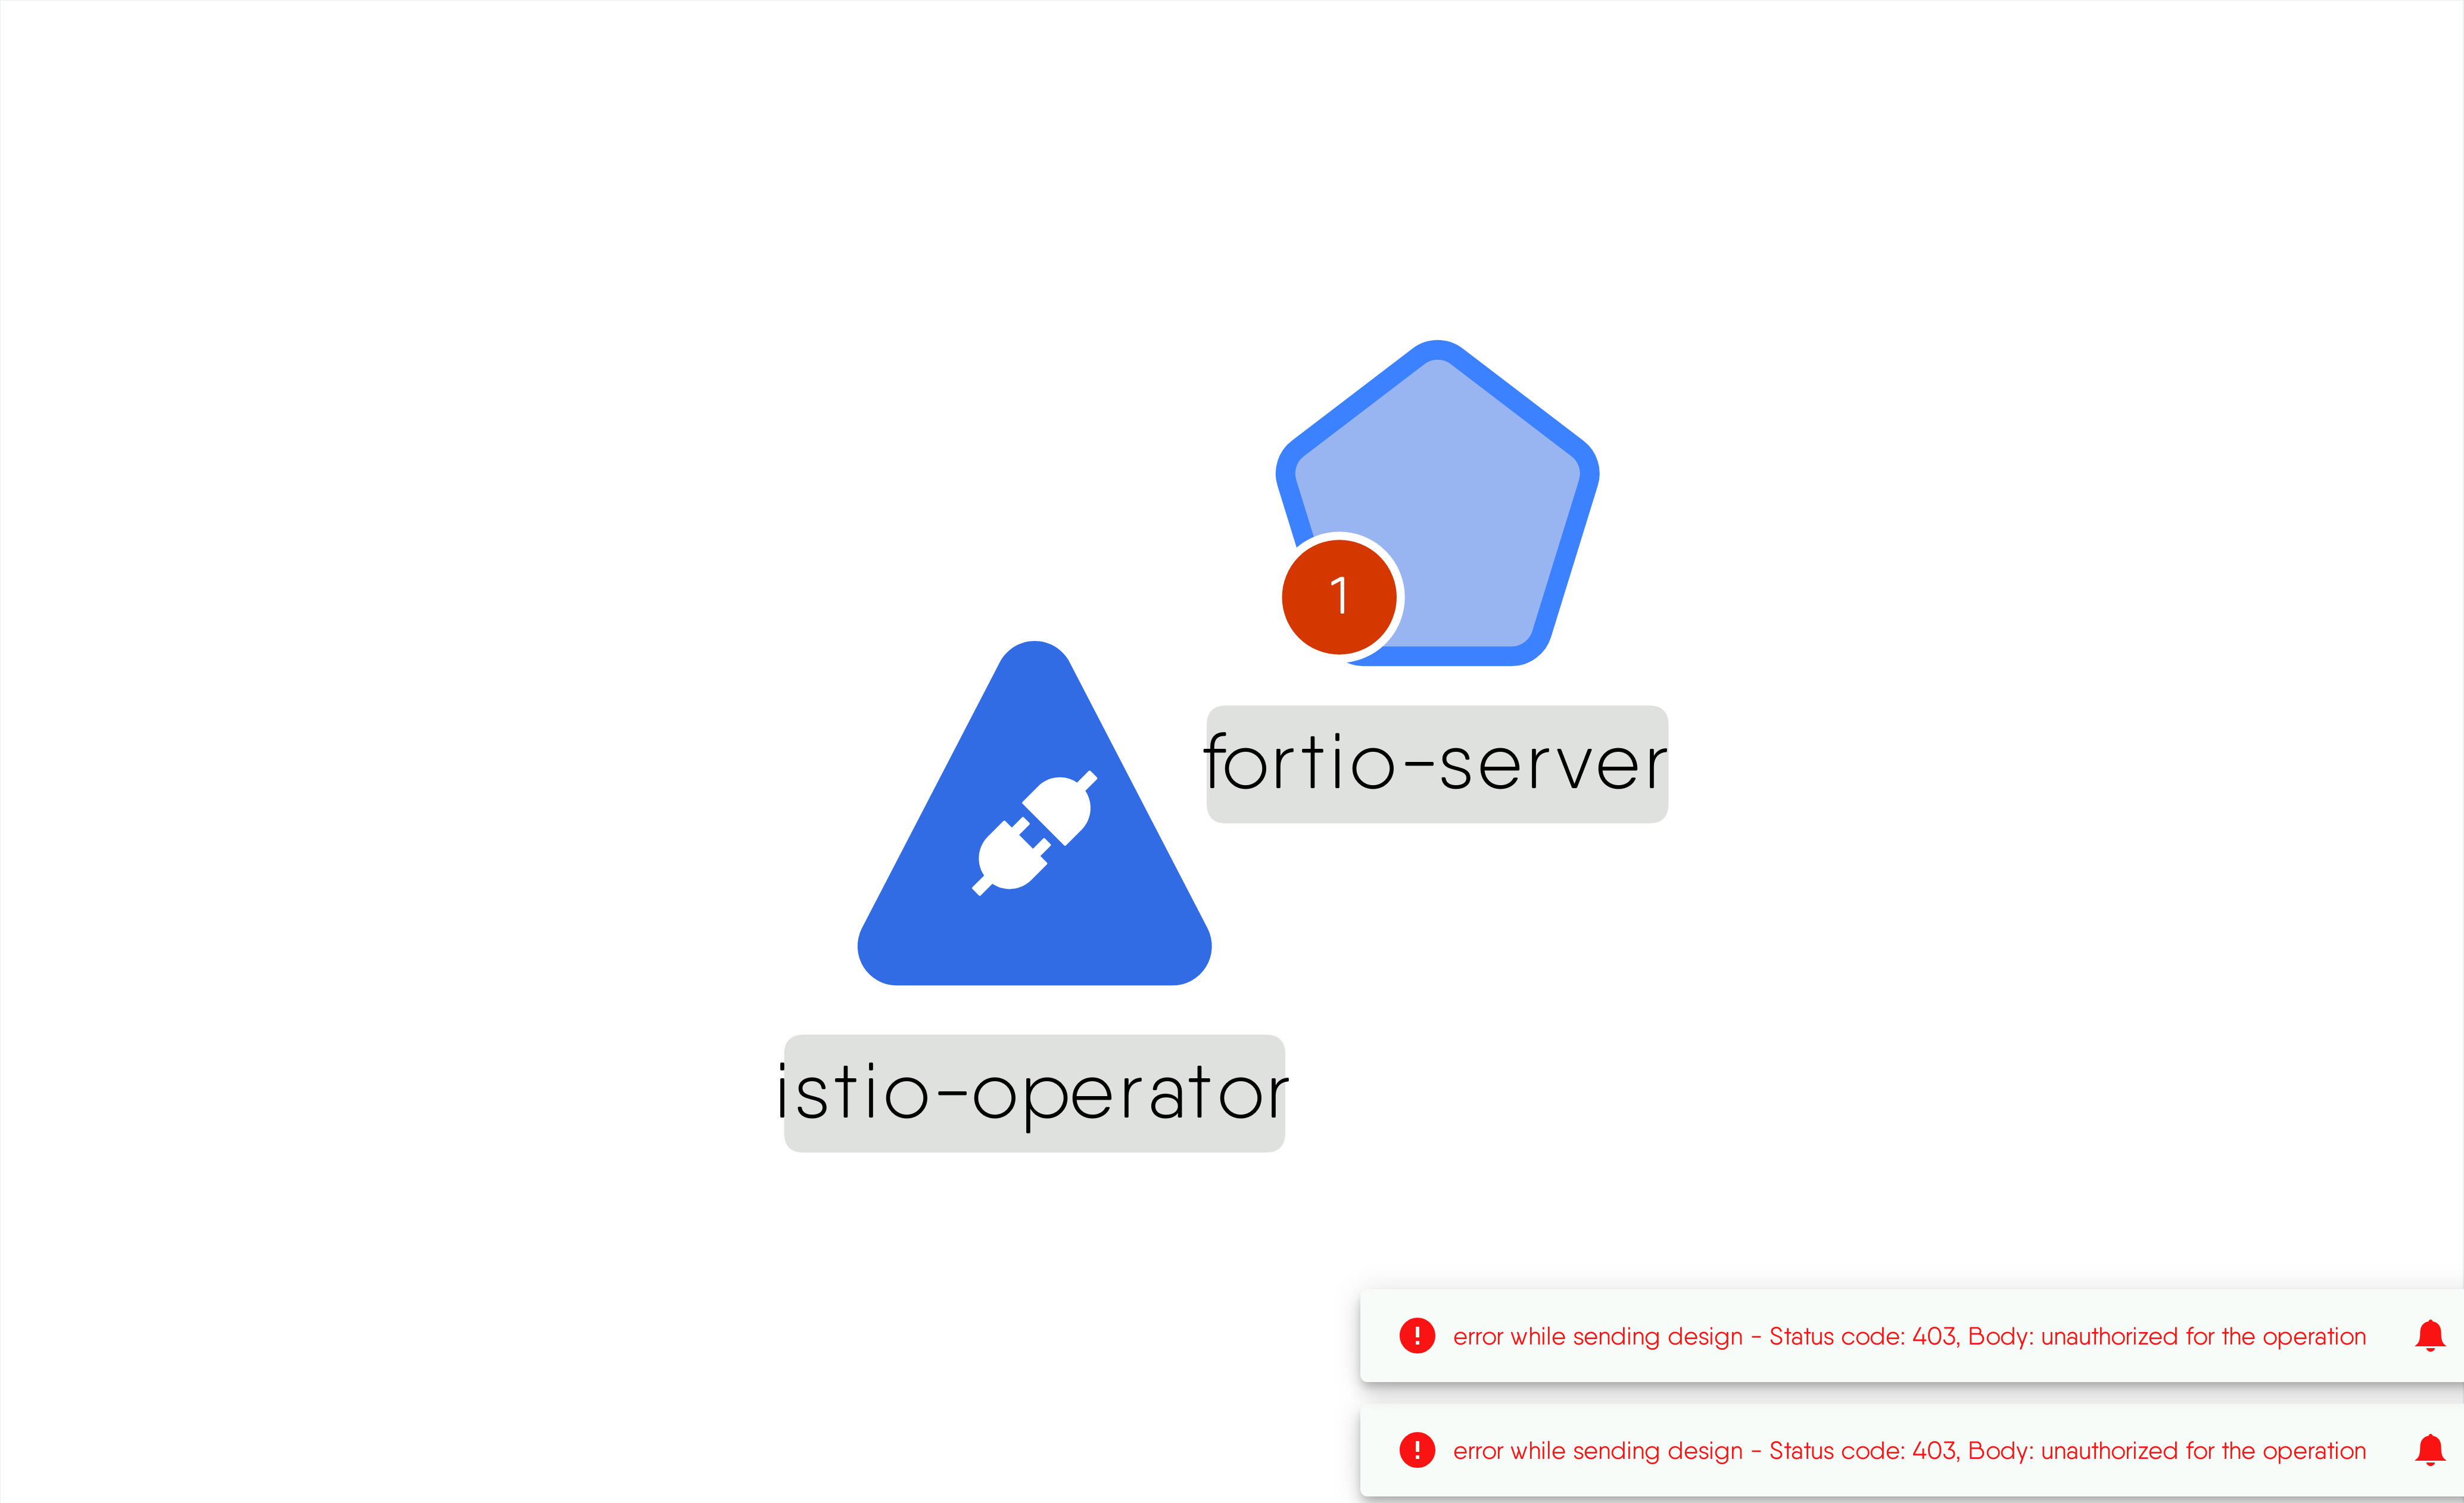 1
fortio-server
istio-operator
error while sending design - Status code: 403, Body: unauthorized for the operation
error while sending design - Status code: 403, Body: unauthorized for the operation